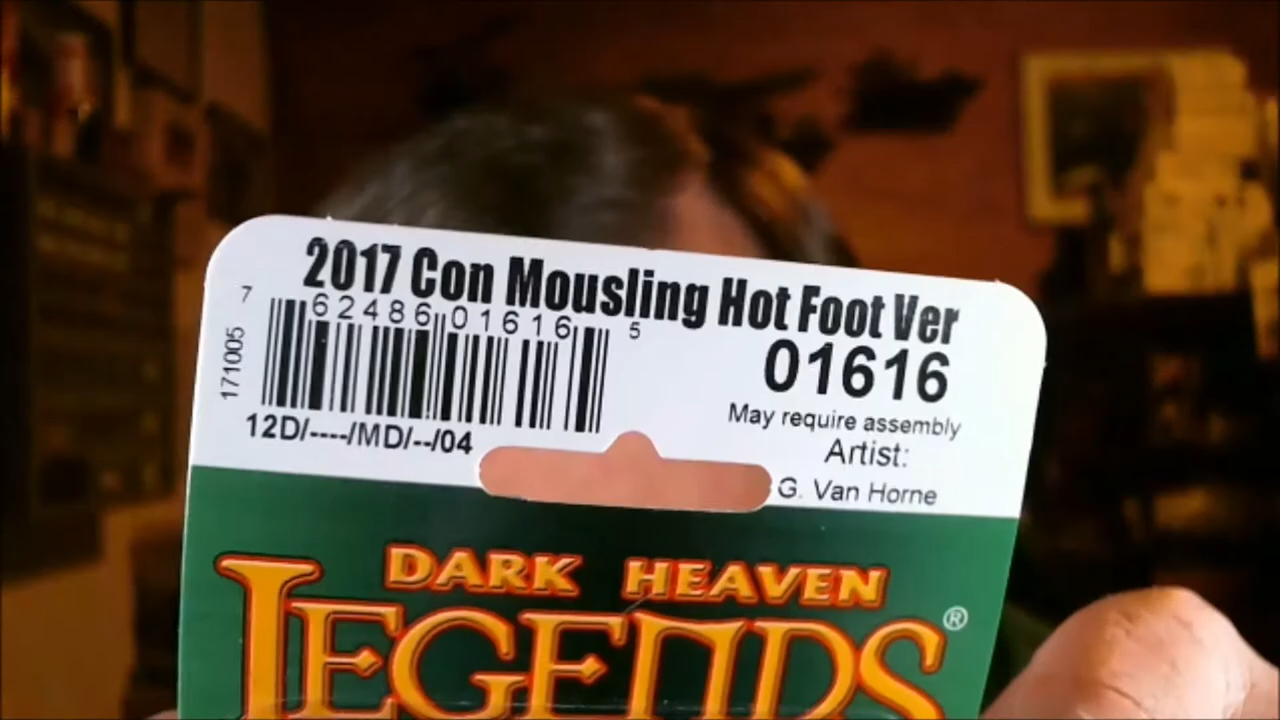 2017 Con Mousling Hot Foot Ver
7 62486 01616 5
01616
171005
May require assembly
12D/----/MD/--/04
Artist:
G. Van Horne
DARK HEAVEN
LEGENDS®